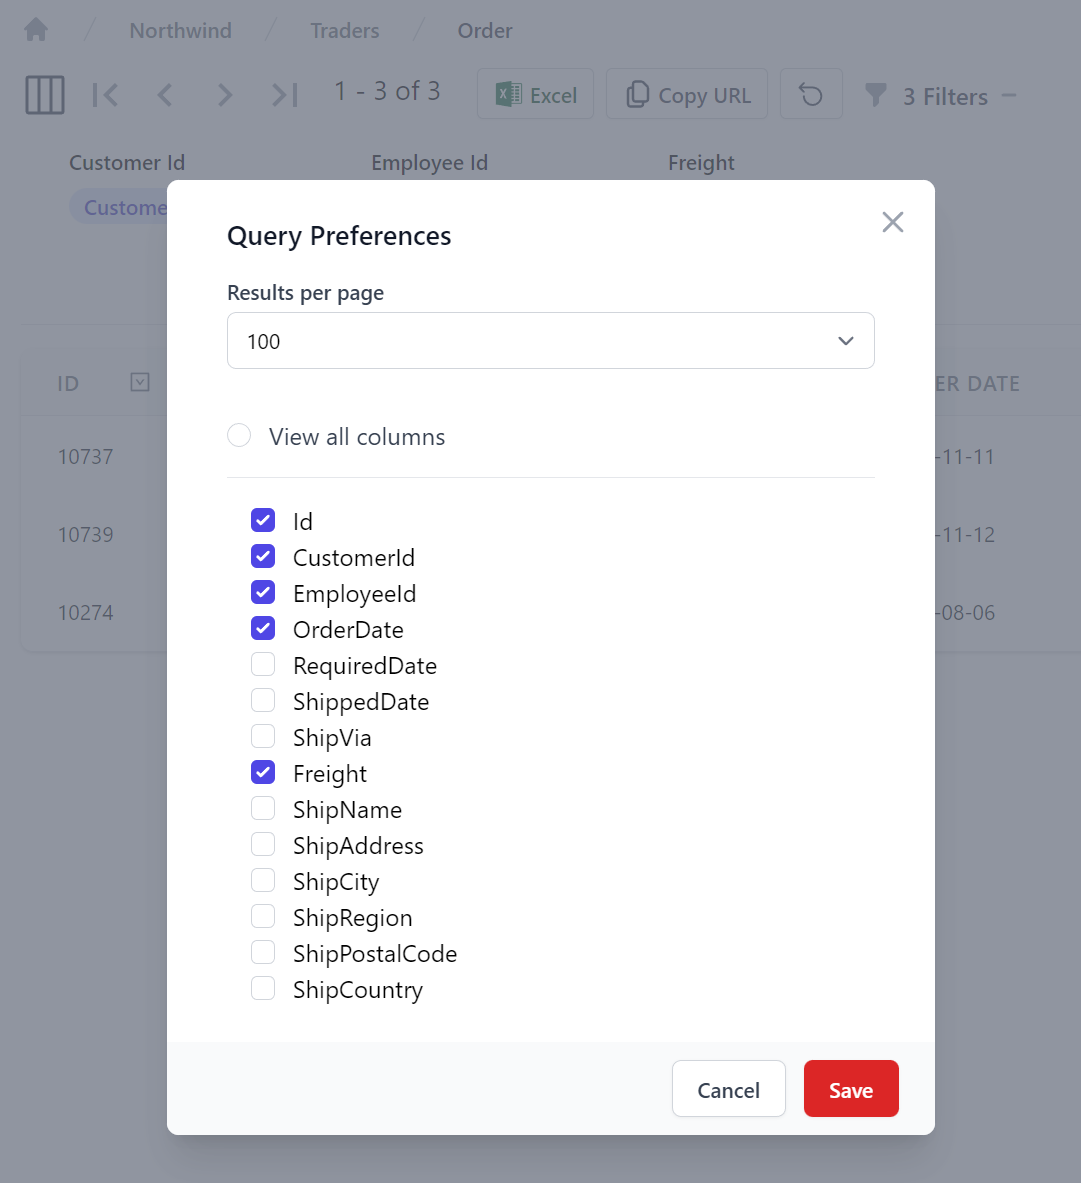 Northwind
Traders
Order
1 - 3 of 3
Excel
Copy URL
3 Filters
Customer Id
Employee Id
Freight
Query Preferences
Results per page
100
View all columns
ID
10737
-11-11
10739
-11-12
10274
-08-06
DATE
Id
CustomerId
EmployeeId
OrderDate
RequiredDate
ShippedDate
ShipVia
Freight
ShipName
ShipAddress
ShipCity
ShipRegion
ShipPostalCode
ShipCountry
Cancel
Save